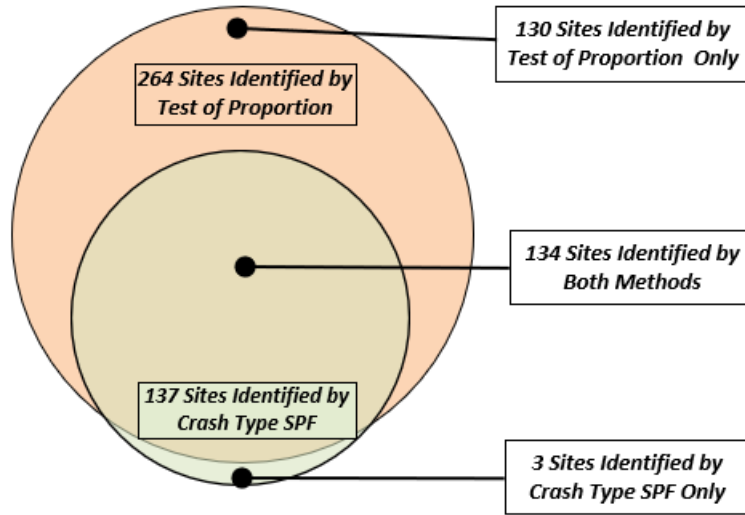 130 Sites Identified by
Test of Proportion Only
264 Sites Identified by
Test of Proportion
134 Sites Identified by
Both Methods
137 Sites Identified by
Crash Type SPF
3 Sites Identified by
Crash Type SPF Only